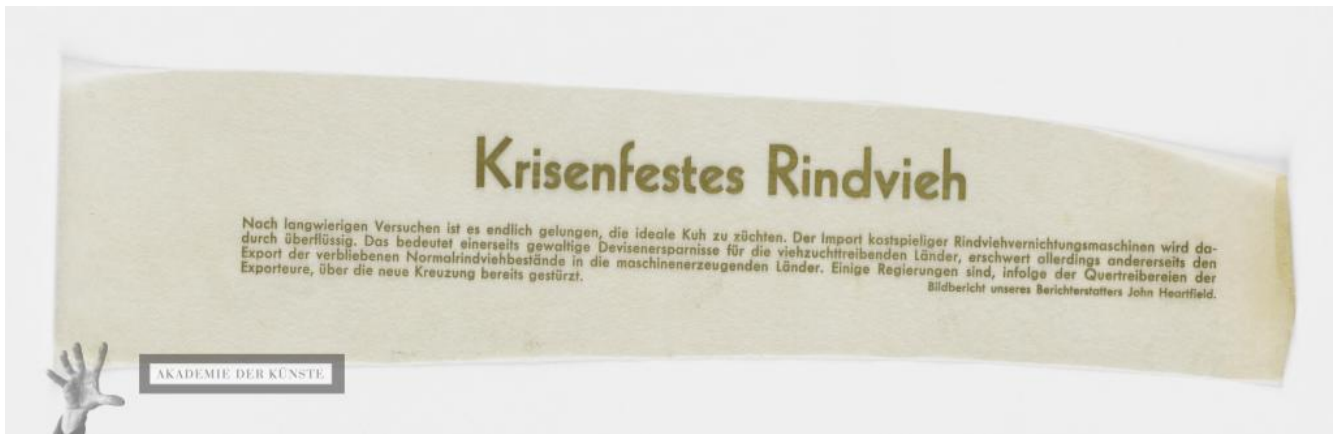 Krisenfestes Rindvieh
Nach langwierigen Versuchen ist es endlich gelungen, die ideale Kuh zu züchten. Der Import kostspieliger Rindviehvernichtungsmaschinen wird da-
durch überflüssig. Das bedeutet einerseits gewaltige Devisenersparnisse für die viehzuchttreibenden Länder, erschwert allerdings andererseits den
Export der verbliebenen Normalrindviehbestände in die maschinenerzeugenden Länder. Einige Regierungen sind, infolge der Quertreibereien der
Exporteure, über die neue Kreuzung bereits gestürzt.
Bildbericht unseres Berichterstatters John Heartfield.
AKADEMIE DER KÜNSTE